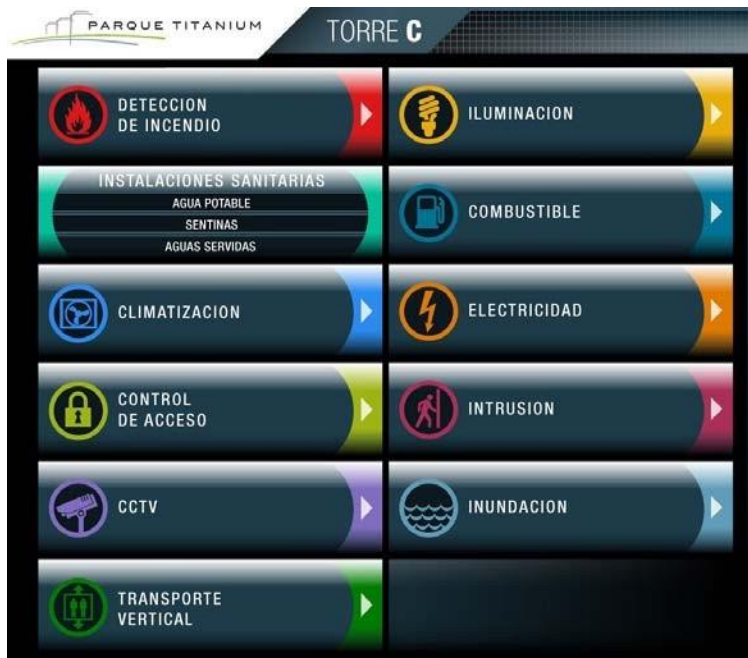 PARQUE TITANIUM
TORRE C
DETECCION
DE INCENDIO
ILUMINACION
INSTALACIONES SANITARIAS
AGUA POTABLE
SENTINAS
AGUAS SERVIDAS
COMBUSTIBLE
CLIMATIZACION
ELECTRICIDAD
CONTROL
DE ACCESO
INTRUSION
CCTV
INUNDACION
TRANSPORTE
VERTICAL